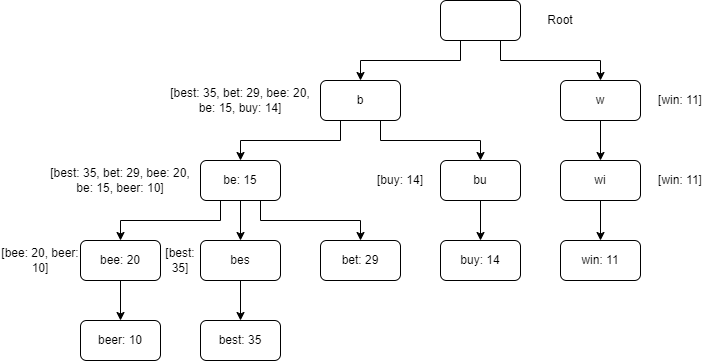 Root
[best: 35, bet: 29, bee: 20,
be: 15, buy: 14]
b
w
[win: 11]
[best: 35, bet: 29, bee: 20,
be: 15, beer: 10]
be: 15
[buy: 14]
bu
wi
[win: 11]
[bee: 20, beer:
10]
bee: 20
[best:
35]
bes
bet: 29
buy: 14
win: 11
beer: 10
best: 35